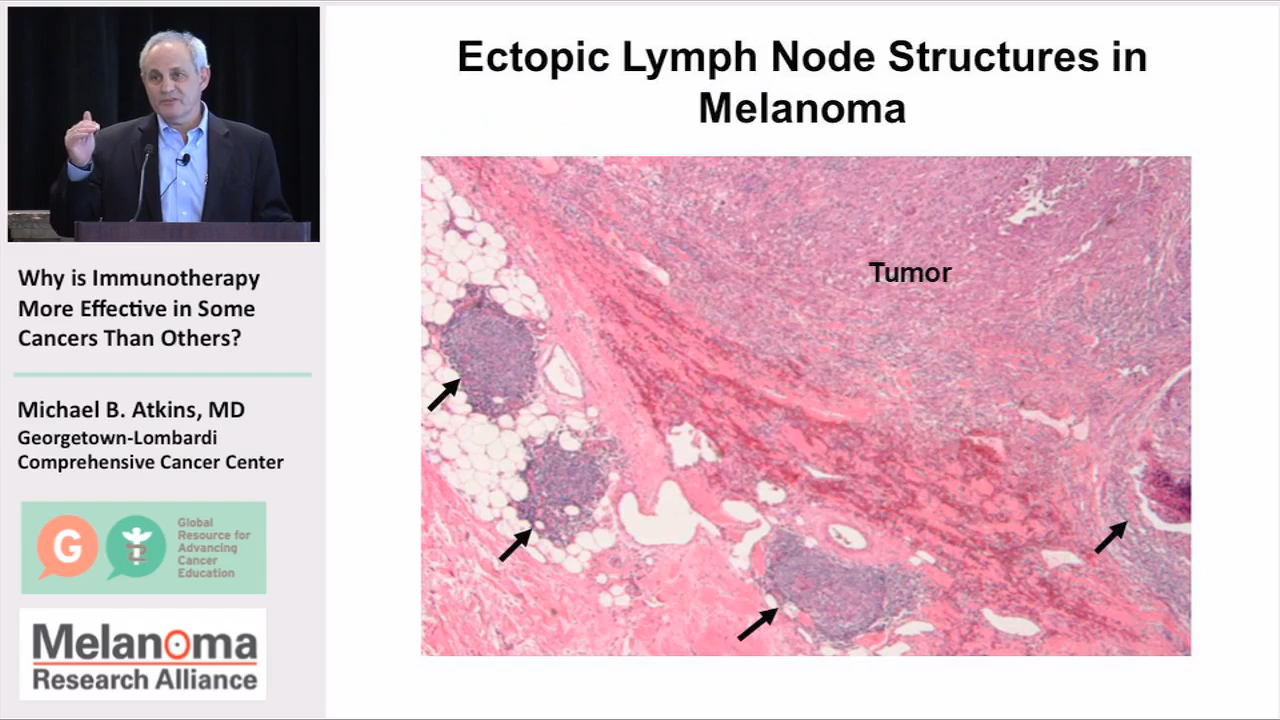 Ectopic Lymph Node Structures in
Melanoma
Tumor
Why is Immunotherapy
More Effective in Some
Cancers Than Others?
Michael B. Atkins, MD
Georgetown-Lombardi
Comprehensive Cancer Center
G
Global
Resource for
Advancing
Cancer
Education
Melanoma
Research Alliance